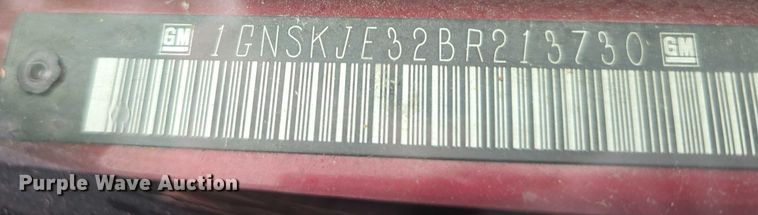 GM 1GNSKJE32BR213730 GM
Purple Wave Auction